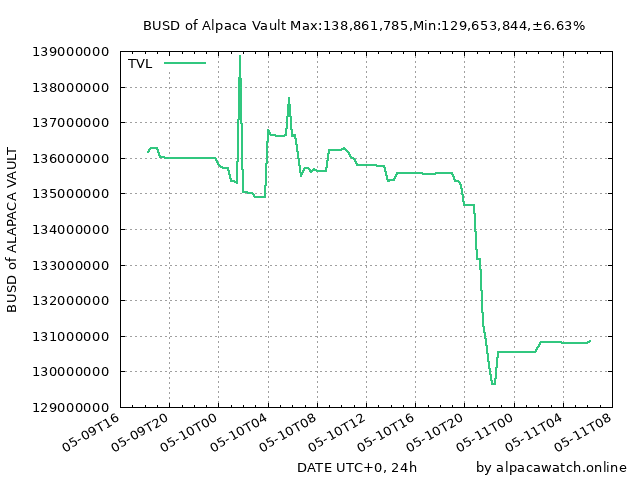 BUSD of Alpaca Vault Max:138,861,785,Min:129,653,844,±6.63%
139000000
TVL
138000000
137000000
136000000
135000000
134000000
133000000
132000000
131000000
130000000
129000000
BUSD of ALAPACA VAULT
05-09T16
05-09T20
05-10T00
05-10T04
05-10T08
05-10T12
05-10T16
05-10T20
05-11T00
05-11T04
05-11T08
DATE UTC+0, 24h
by alpacawatch.online